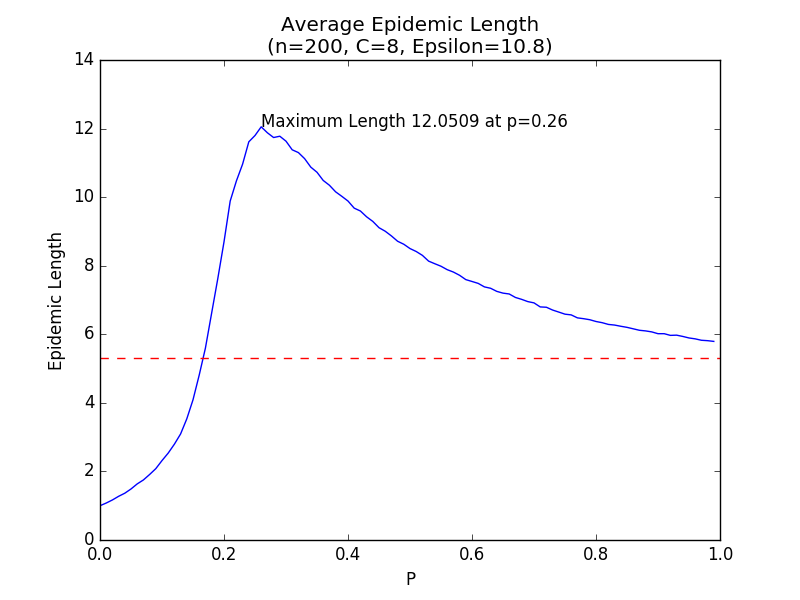 Average Epidemic Length
(n=200, C=8, Epsilon=10.8)
14
12
10
8
6
4
2
0
Epidemic Length
Maximum Length 12.0509 at p=0.26
0.0 0.2 0.4 0.6 0.8 1.0
P